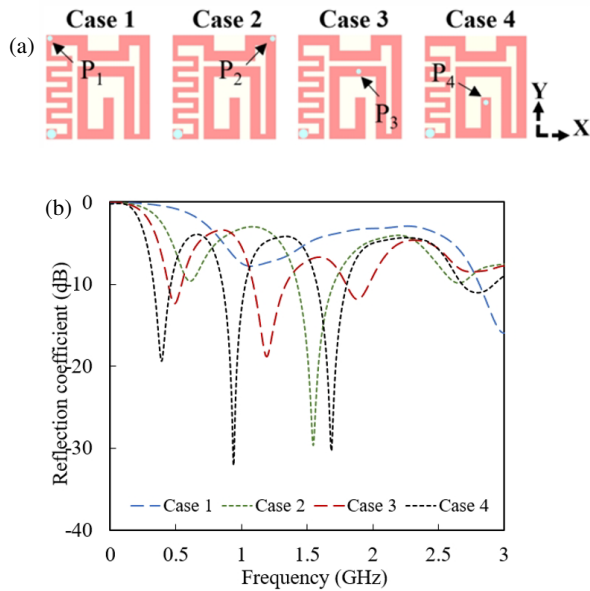 Case 1 Case 2 Case 3 Case 4
(a)
P1 P2 P3 P4
Y
X
(b)
0
-10
-20
-30
-40
Reflection coefficient (dB)
Case 1 Case 2 Case 3 Case 4
0 0.5 1 1.5 2 2.5 3
Frequency (GHz)